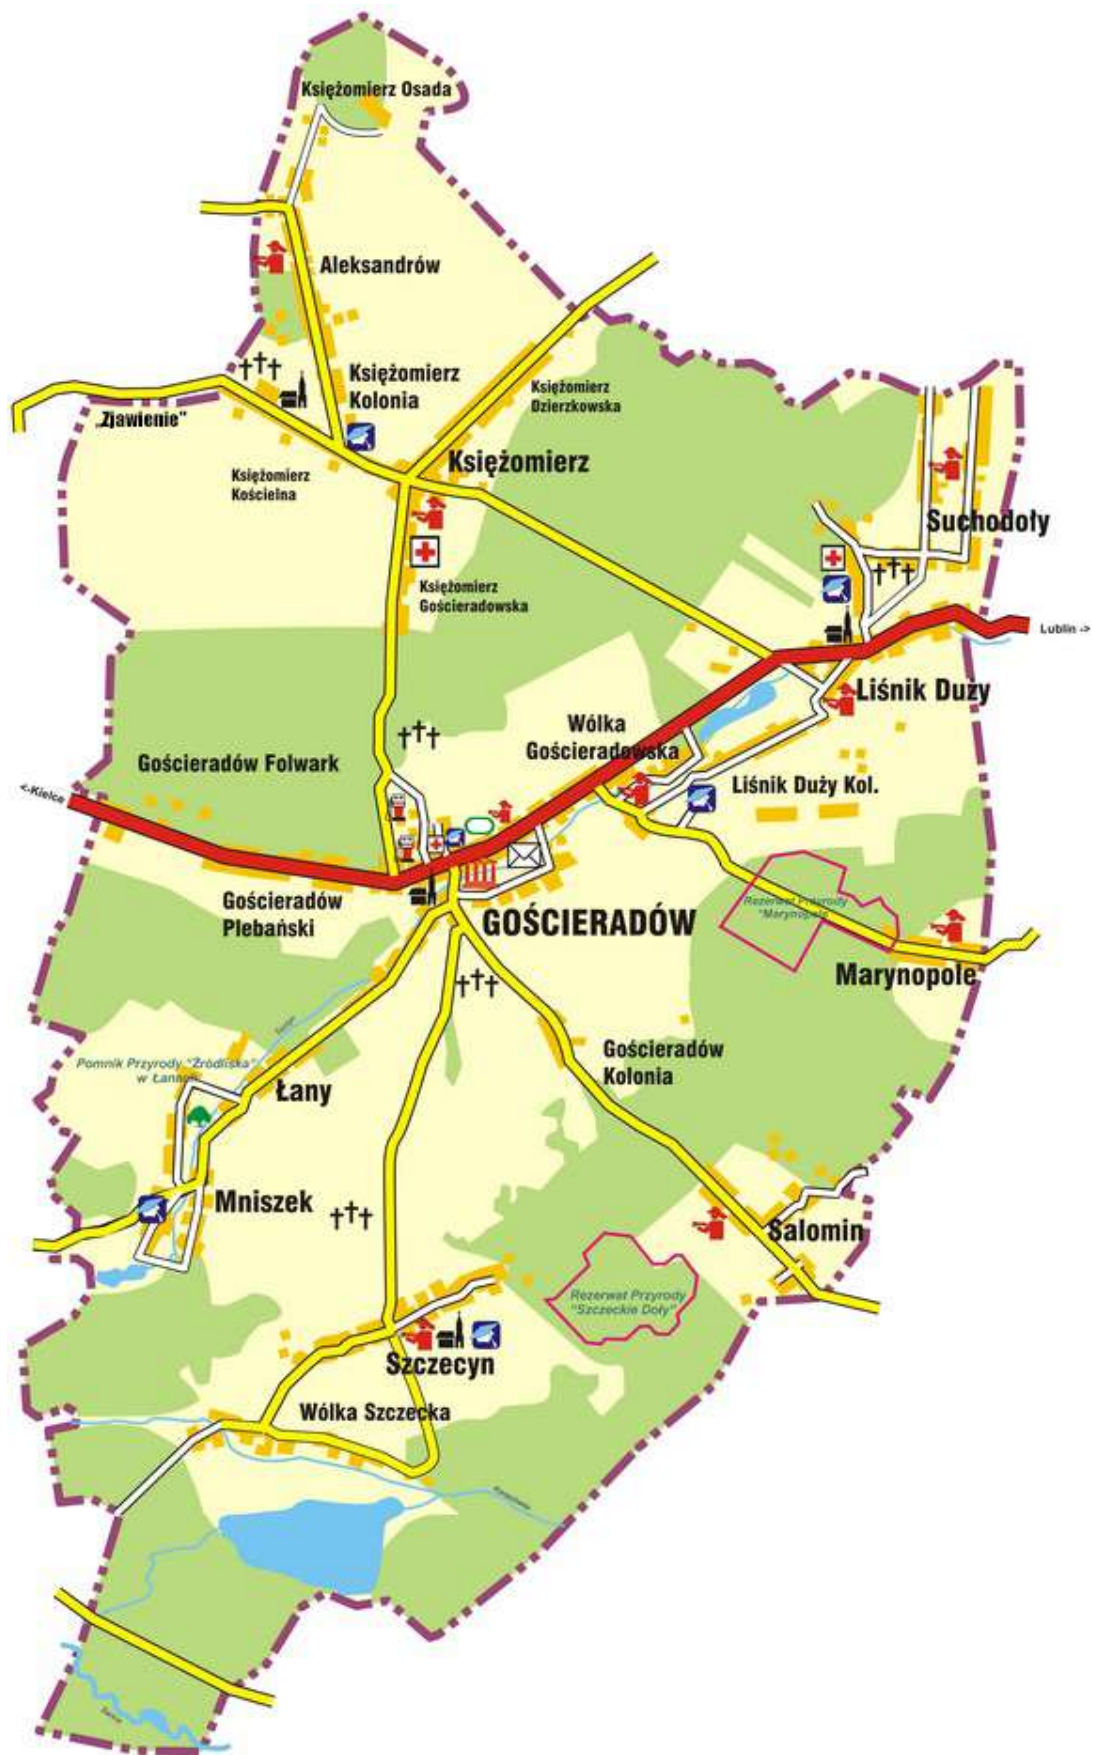 Księżomierz Osada
Aleksandrów
Księżomierz
Kolonia
Księżomierz
Dzierzkowska
„Zjawienie"
Księżomierz
Księżomierz
Kościelna
Suchodoły
Księżomierz
Gościeradowska
Lublin ->
Liśnik Duży
Wólka
Gościeradowska
Gościeradów Folwark
<-Kielce
Liśnik Duży Kol.
Gościeradów
Plebański
GOŚCIERADÓW
Rezerwat Przyrody
"Marynopole
Marynopole
Gościeradów
Kolonia
Pomnik Przyrody "Źródliska"
w Łanach
Łany
Mniszek
Salomin
Rezerwat Przyrody
"Szczeckie Doły"
Szczecyn
Wólka Szczecka